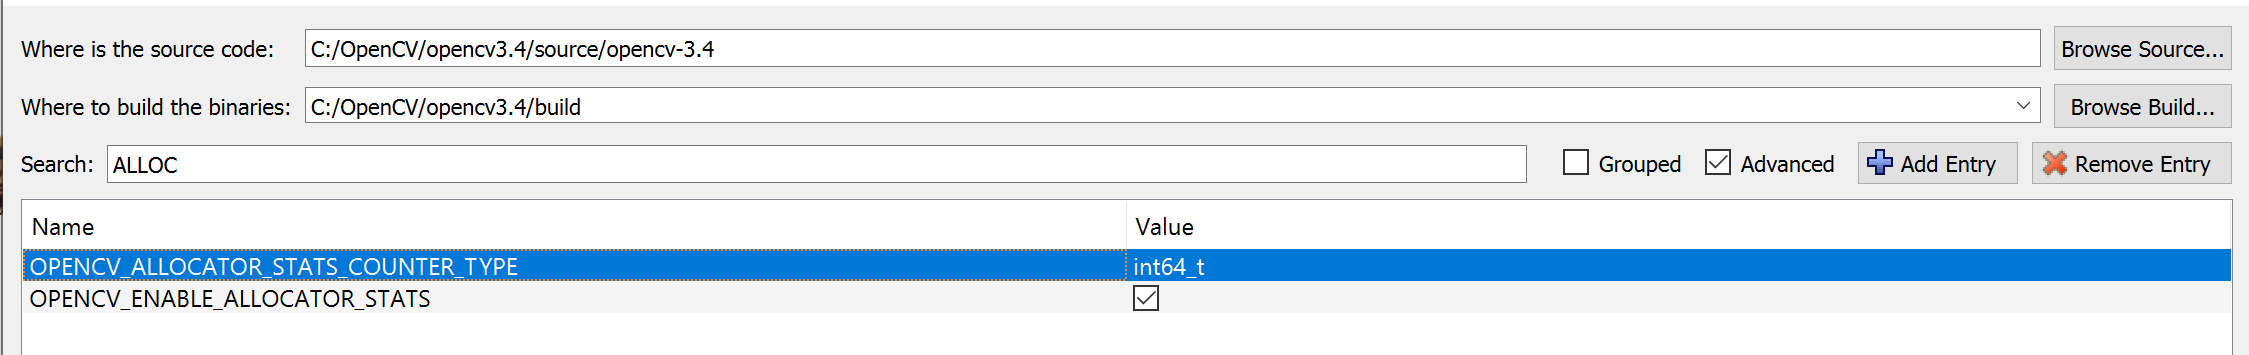 Where is the source code: C:/OpenCV/opencv3.4/source/opencv-3.4 Browse Source...
Where to build the binaries: C:/OpenCV/opencv3.4/build Browse Build...
Search: ALLOC Grouped Advanced Add Entry Remove Entry
Name Value
OPENCV_ALLOCATOR_STATS_COUNTER_TYPE int64_t
OPENCV_ENABLE_ALLOCATOR_STATS